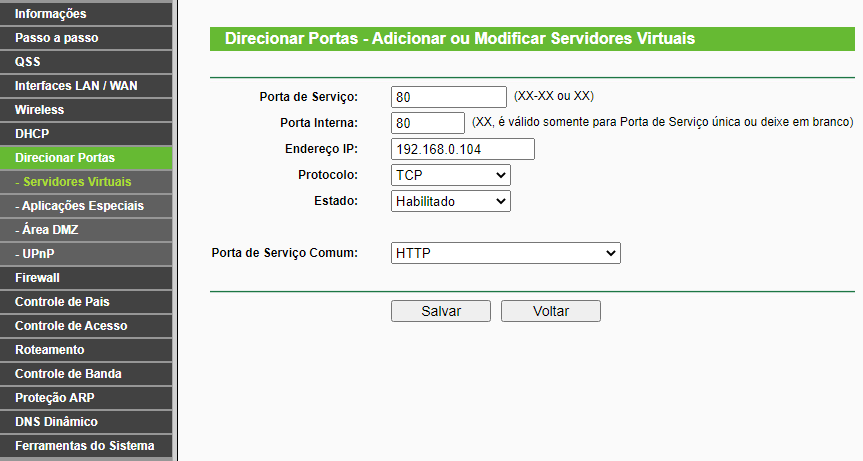 Informações
Passo a passo
QSS
Interfaces LAN / WAN
Wireless
DHCP
Direcionar Portas
- Servidores Virtuais
- Aplicações Especiais
- Área DMZ
- UPnP
Firewall
Controle de Pais
Controle de Acesso
Roteamento
Controle de Banda
Proteção ARP
DNS Dinâmico
Ferramentas do Sistema
Direcionar Portas - Adicionar ou Modificar Servidores Virtuais
Porta de Serviço: 80 (XX-XX ou XX)
Porta Interna: 80 (XX, é válido somente para Porta de Serviço única ou deixe em branco)
Endereço IP: 192.168.0.104
Protocolo: TCP
Estado: Habilitado
Porta de Serviço Comum: HTTP
Salvar Voltar